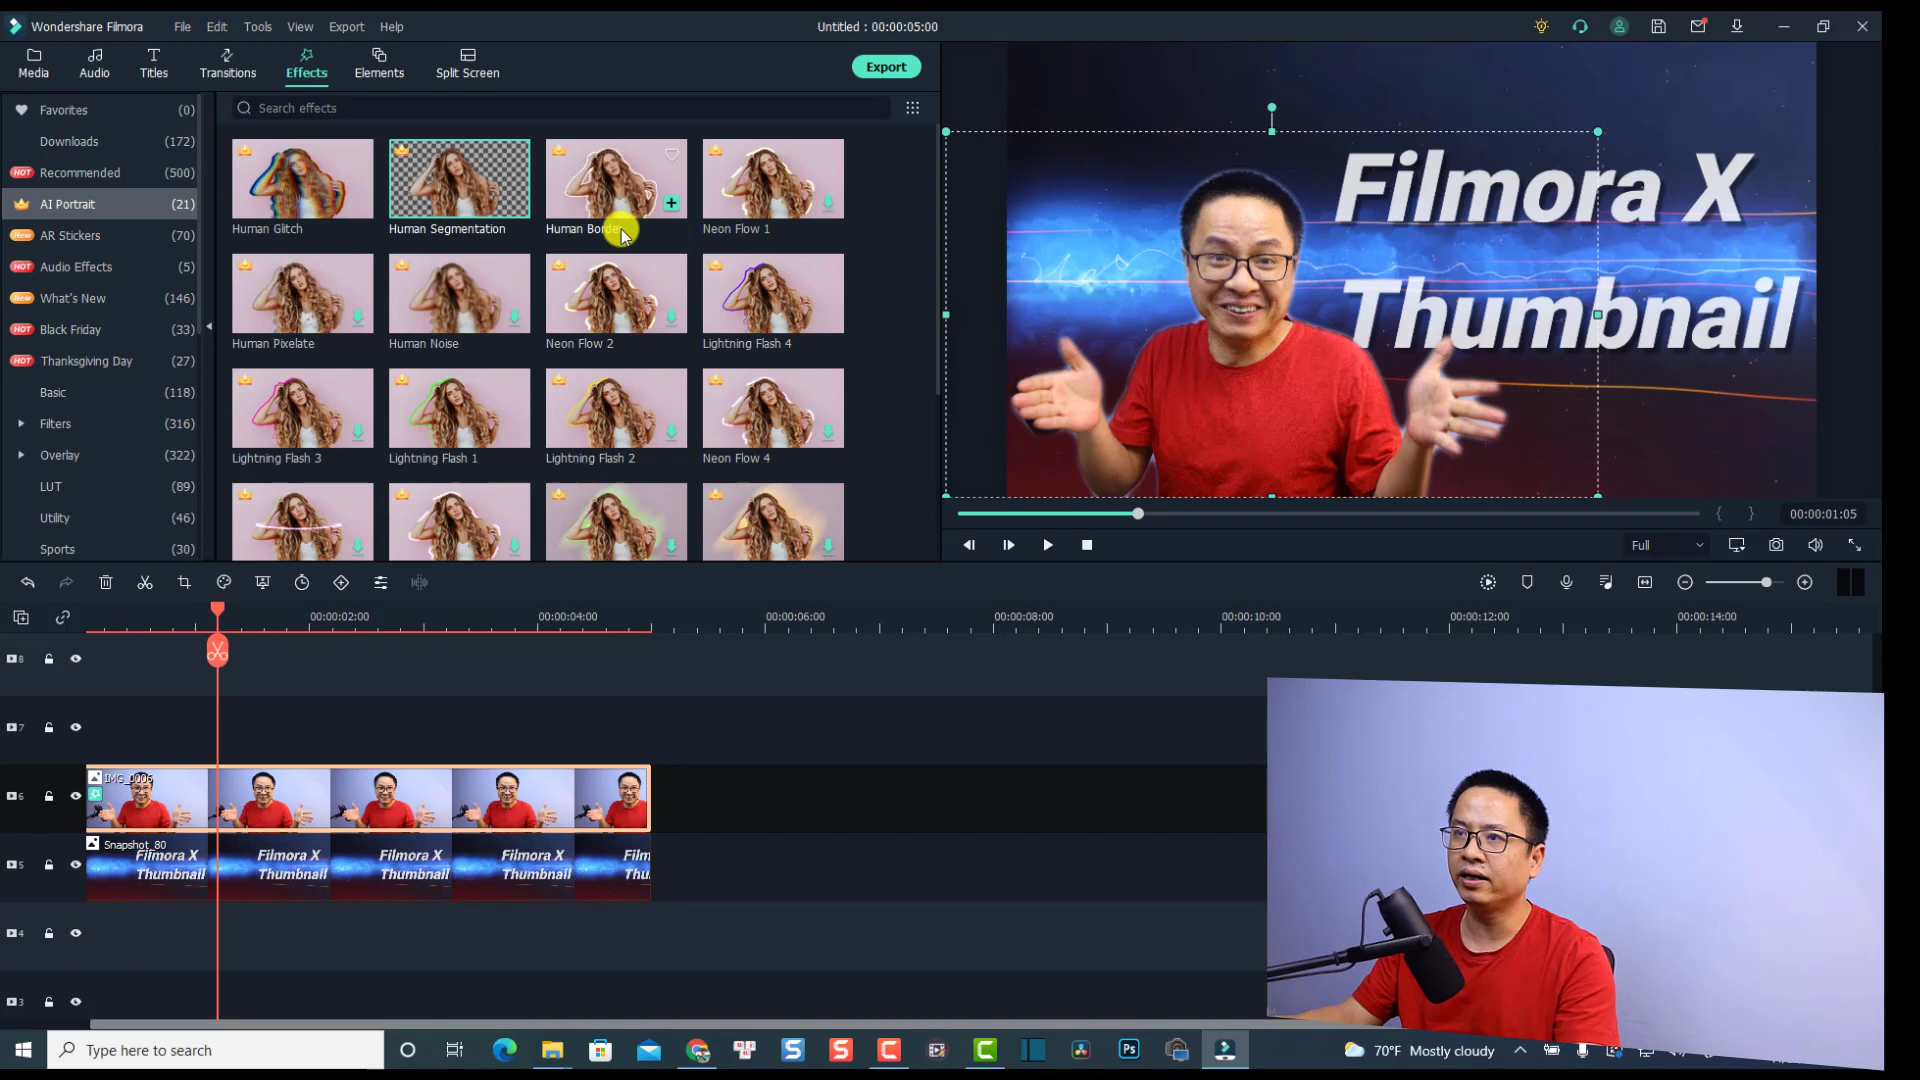 Wondershare Filmora
File Edit Tools View Export Help
Untitled : 00:00:05:00
Media
Audio
Titles
Transitions
Effects
Elements
Split Screen
Export
Favorites (0)
Downloads (172)
HOT Recommended (500)
AI Portrait (21)
New AR Stickers (70)
HOT Audio Effects (5)
New What's New (146)
HOT Black Friday (33)
HOT Thanksgiving Day (27)
Basic (118)
Filters (316)
Overlay (322)
LUT (89)
Utility (46)
Sports (30)
Search effects
Human Glitch
Human Segmentation
Human Border
Neon Flow 1
Human Pixelate
Human Noise
Neon Flow 2
Lightning Flash 4
Lightning Flash 3
Lightning Flash 1
Lightning Flash 2
Neon Flow 4
Filmora X
Thumbnail
{ } 00:00:01:05
Full
00:00:02:00
00:00:04:00
00:00:06:00
00:00:08:00
00:00:10:00
00:00:12:00
00:00:14:00
8
7
6
IMG_0006
5
Snapshot_80
Filmora X
Thumbnail
Filmora X
Thumbnail
Filmora X
Thumbnail
Filmora X
Thumbnail
Film
Thu
4
3
Type here to search
Ps
70°F Mostly cloudy